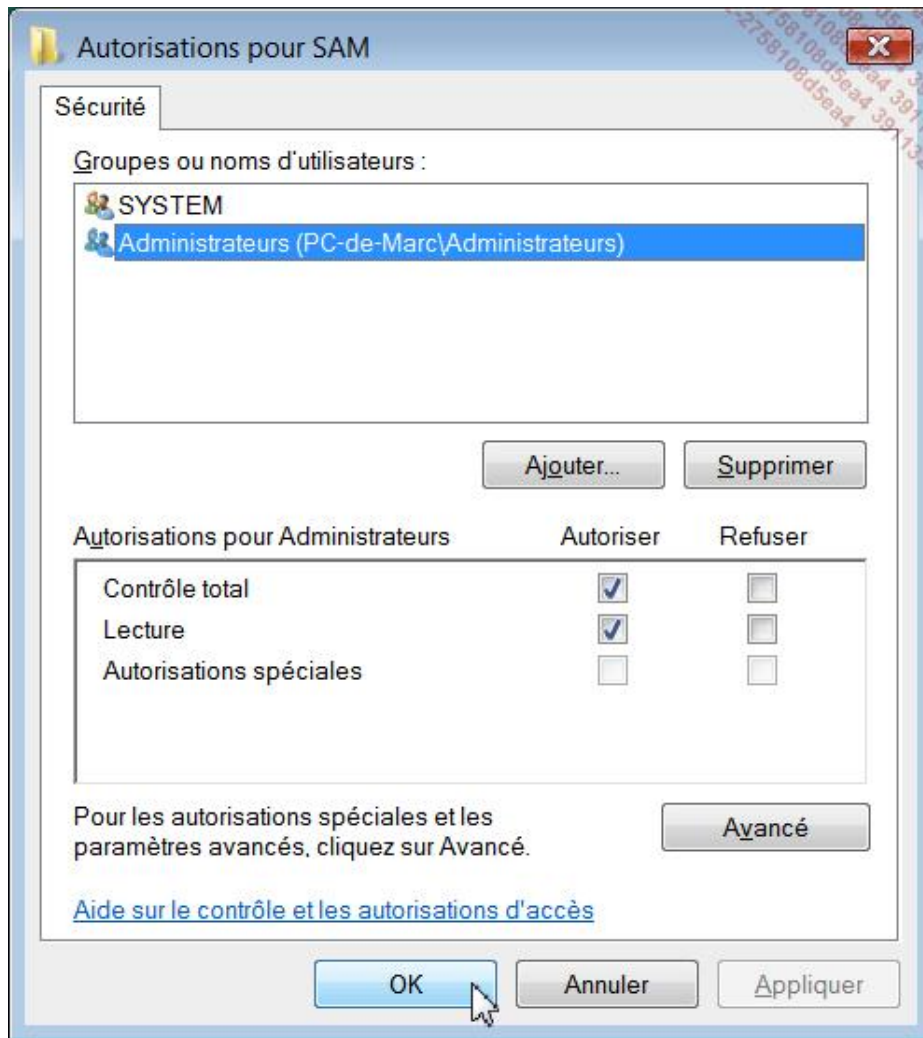 Autorisations pour SAM
Sécurité
Groupes ou noms d'utilisateurs :
SYSTEM
Administrateurs (PC-de-Marc\Administrateurs)
Ajouter... Supprimer
Autorisations pour Administrateurs Autoriser Refuser
Contrôle total
Lecture
Autorisations spéciales
Pour les autorisations spéciales et les
paramètres avancés, cliquez sur Avancé.
Avancé
Aide sur le contrôle et les autorisations d'accès
OK Annuler Appliquer